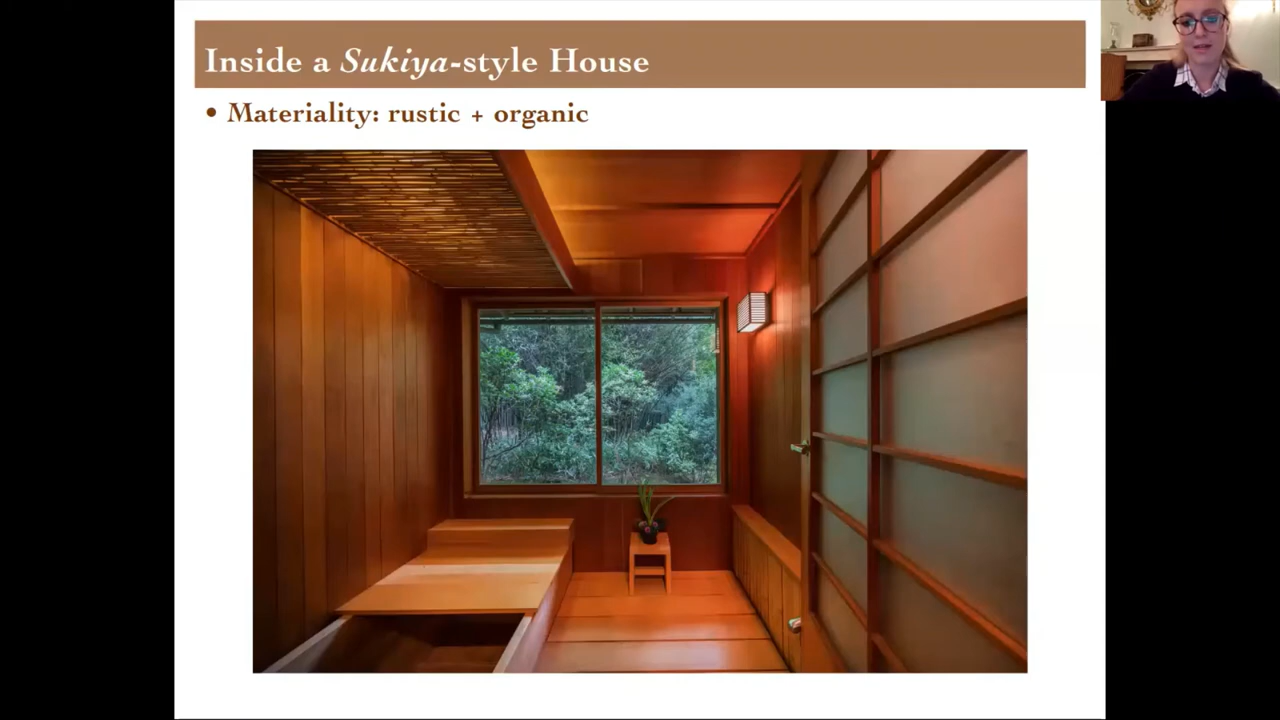 Inside a Sukiya-style House
• Materiality: rustic + organic